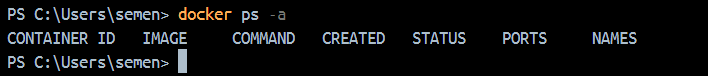 PS C:\Users\semen> docker ps -a
CONTAINER ID   IMAGE     COMMAND   CREATED   STATUS    PORTS     NAMES
PS C:\Users\semen>